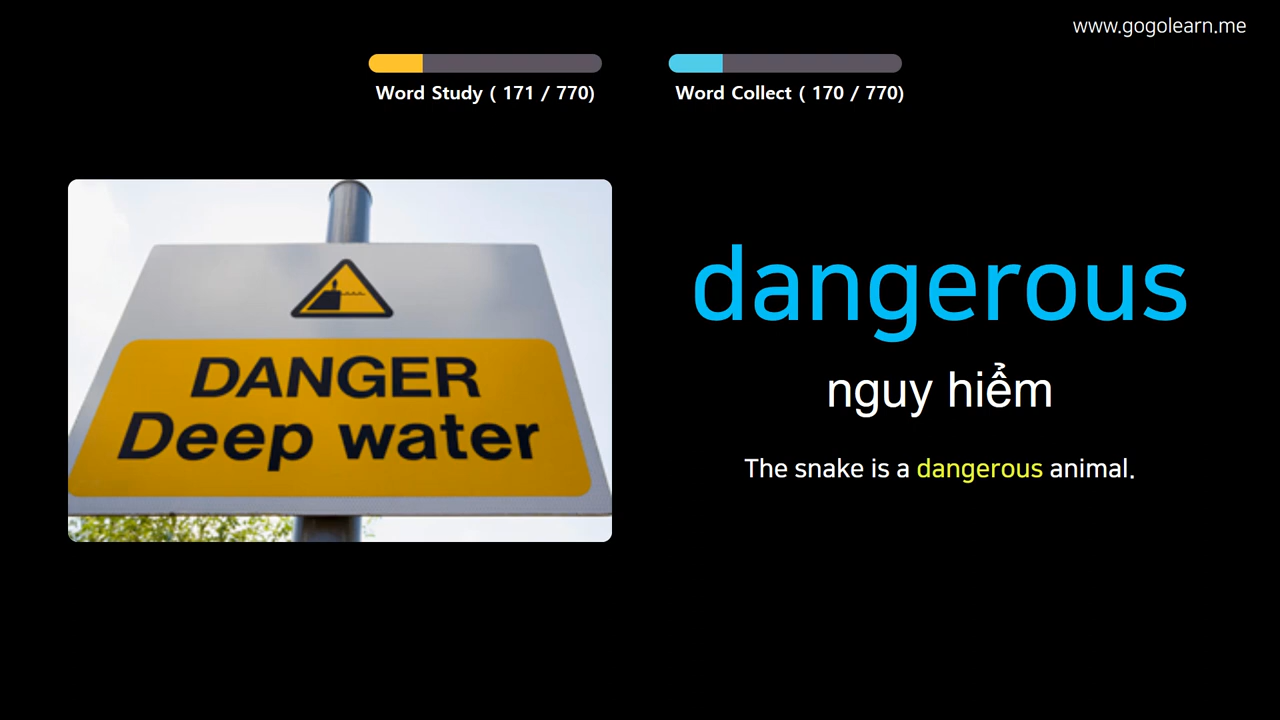 www.gogolearn.me
Word Study ( 171 / 770)
Word Collect ( 170 / 770)
DANGER
Deep water
dangerous
nguy hiểm
The snake is a dangerous animal.